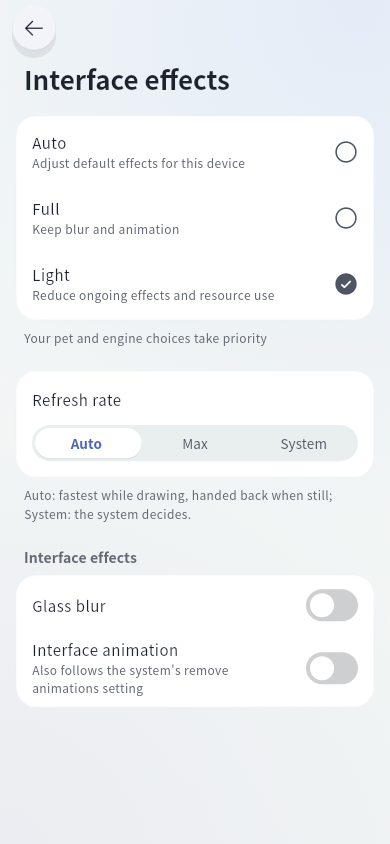 Interface effects
Auto
Adjust default effects for this device
Full
Keep blur and animation
Light
Reduce ongoing effects and resource use
Your pet and engine choices take priority
Refresh rate
Auto
Max
System
Auto: fastest while drawing, handed back when still;
System: the system decides.
Interface effects
Glass blur
Interface animation
Also follows the system's remove
animations setting